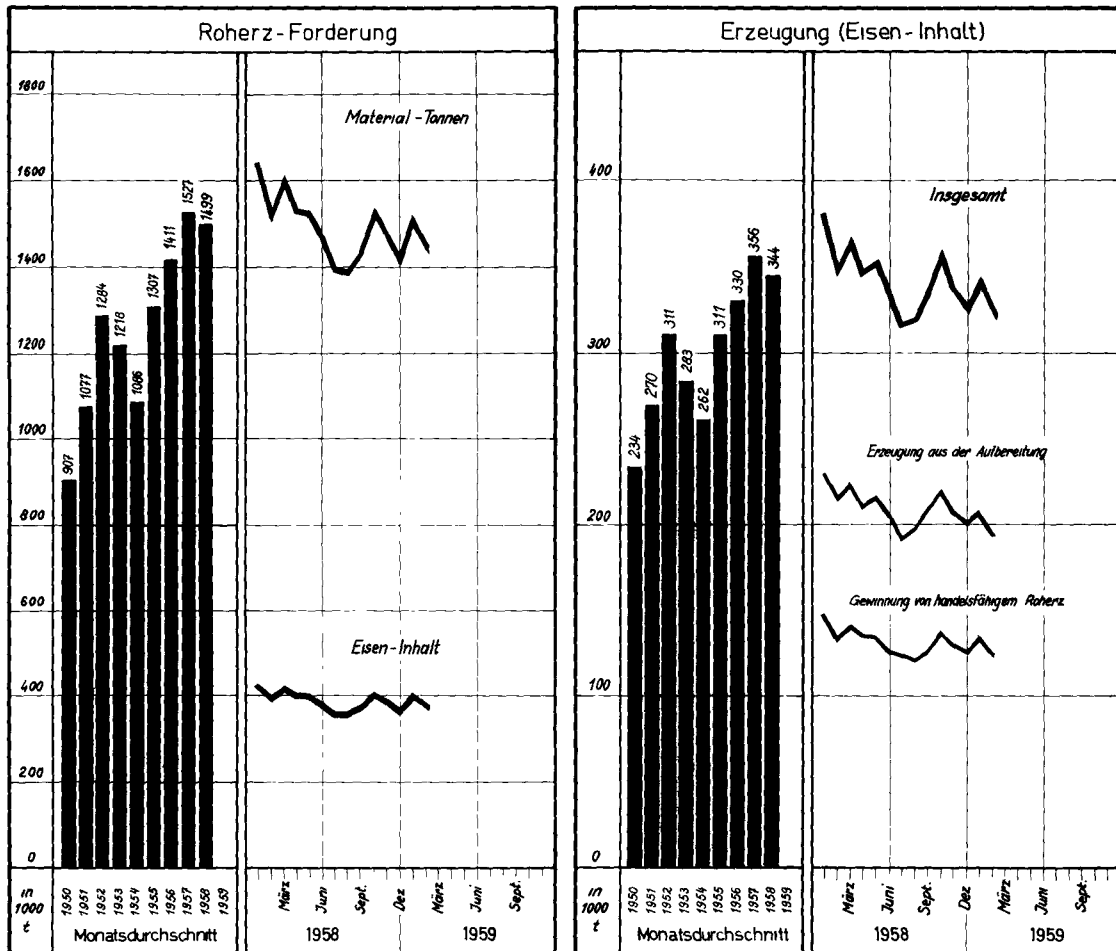 Roherz-Forderung
1800
1600
1400
1200
1000
800
600
400
200
0
in
1000
t
907
1077
1284
1218
1086
1307
1411
1527
1499
1950
1951
1952
1953
1954
1955
1956
1957
1958
1959
Monatsdurchschnitt
Material-Tonnen
Eisen-Inhalt
März
Juni
Sept.
Dez
März
Juni
Sept.
1958
1959
Erzeugung (Eisen-Inhalt)
400
300
200
100
0
in
1000
t
234
270
311
283
262
311
330
356
344
1950
1951
1952
1953
1954
1955
1956
1957
1958
1959
Monatsdurchschnitt
Insgesamt
Erzeugung aus der Aufbereitung
Gewinnung von handelsfähigem Roherz
März
Juni
Sept.
Dez
März
Juni
Sept.
1958
1959